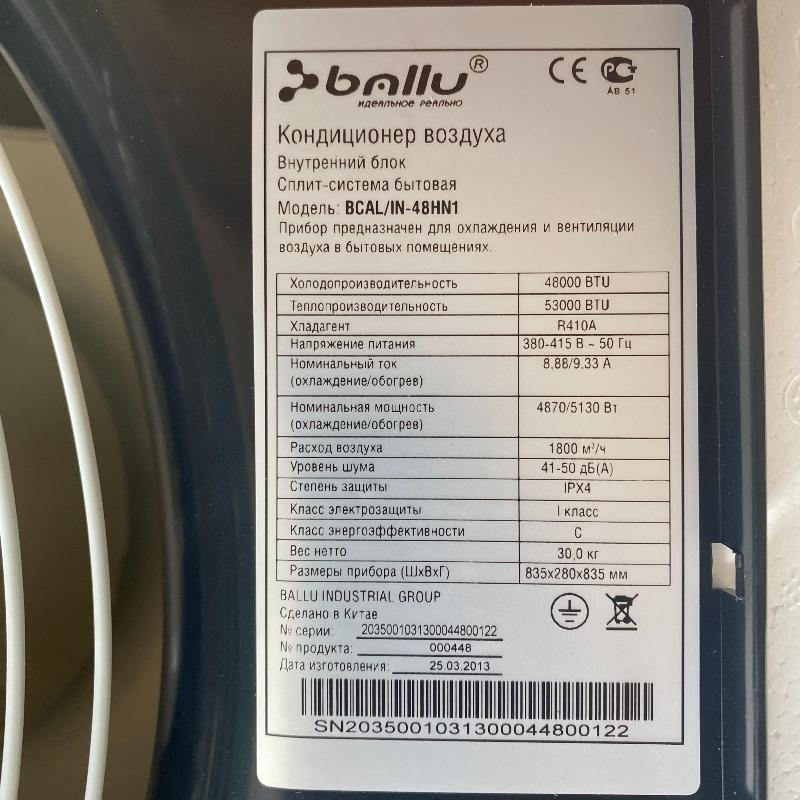 ballu®
ИДЕАЛЬНОЕ РЕАЛЬНО
CE РСТ
АВ 51
Кондиционер воздуха
Внутренний блок
Сплит-система бытовая
Модель: BCAL/IN-48HN1
Прибор предназначен для охлаждения и вентиляции
воздуха в бытовых помещениях.
Холодопроизводительность 48000 BTU
Теплопроизводительность 53000 BTU
Хладагент R410A
Напряжение питания 380-415 В ~ 50 Гц
Номинальный ток 8,88/9.33 А
(охлаждение/обогрев)
Номинальная мощность 4870/5130 Вт
(охлаждение/обогрев)
Расход воздуха 1800 м³/ч
Уровень шума 41-50 дБ(А)
Степень защиты IPX4
Класс электрозащиты I класс
Класс энергоэффективности C
Вес нетто 30,0 кг
Размеры прибора (ШхВхГ) 835х280х835 мм
BALLU INDUSTRIAL GROUP
Сделано в Китае
№ серии: 2035001031300044800122
№ продукта: 000448
Дата изготовления: 25.03.2013
SN2035001031300044800122